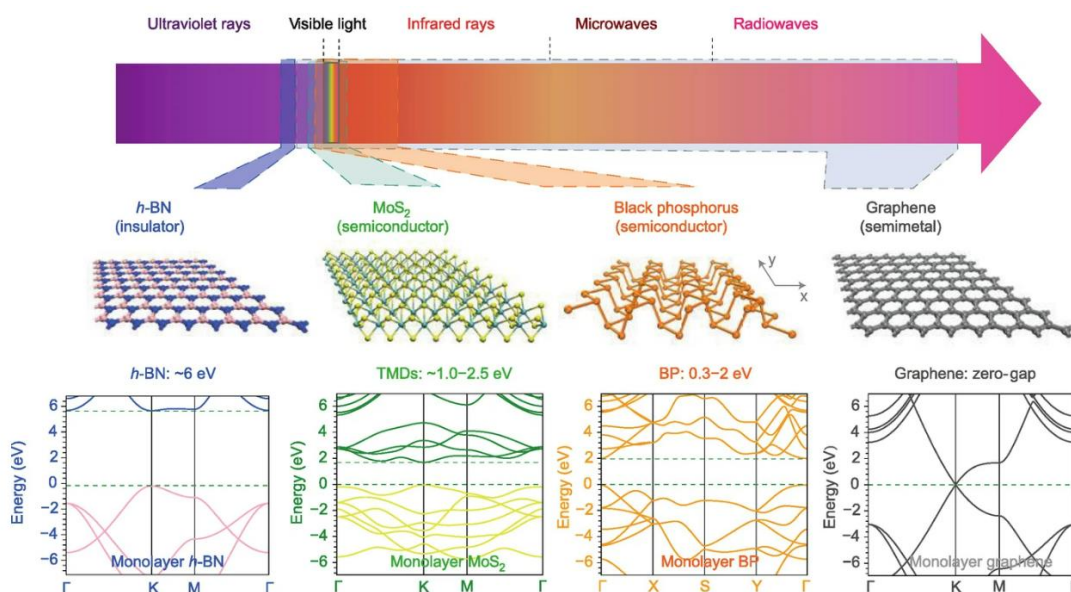 Ultraviolet rays
Visible light
Infrared rays
Microwaves
Radiowaves
h-BN
(insulator)
MoS₂
(semiconductor)
Black phosphorus
(semiconductor)
y
x
Graphene
(semimetal)
h-BN: ~6 eV
TMDs: ~1.0−2.5 eV
BP: 0.3−2 eV
Graphene: zero-gap
Energy (eV)
6
4
2
0
−2
−4
−6
Monolayer h-BN
Γ K M Γ
Energy (eV)
6
4
2
0
−2
−4
−6
Monolayer MoS₂
Γ K M Γ
Energy (eV)
6
4
2
0
−2
−4
−6
Monolayer BP
Γ X S Y Γ
Energy (eV)
6
4
2
0
−2
−4
−6
Monolayer graphene
Γ K M Γ